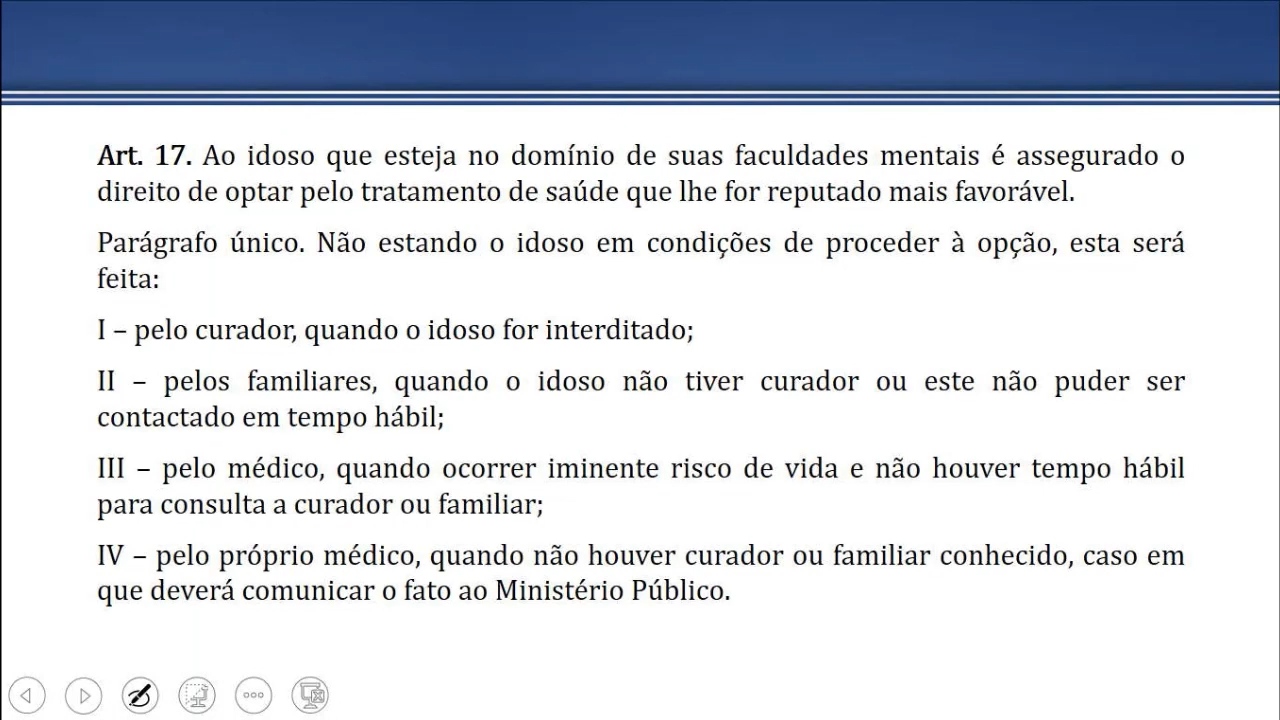 Art. 17. Ao idoso que esteja no domínio de suas faculdades mentais é assegurado o
direito de optar pelo tratamento de saúde que lhe for reputado mais favorável.
Parágrafo único. Não estando o idoso em condições de proceder à opção, esta será
feita:
I – pelo curador, quando o idoso for interditado;
II – pelos familiares, quando o idoso não tiver curador ou este não puder ser
contactado em tempo hábil;
III – pelo médico, quando ocorrer iminente risco de vida e não houver tempo hábil
para consulta a curador ou familiar;
IV – pelo próprio médico, quando não houver curador ou familiar conhecido, caso em
que deverá comunicar o fato ao Ministério Público.